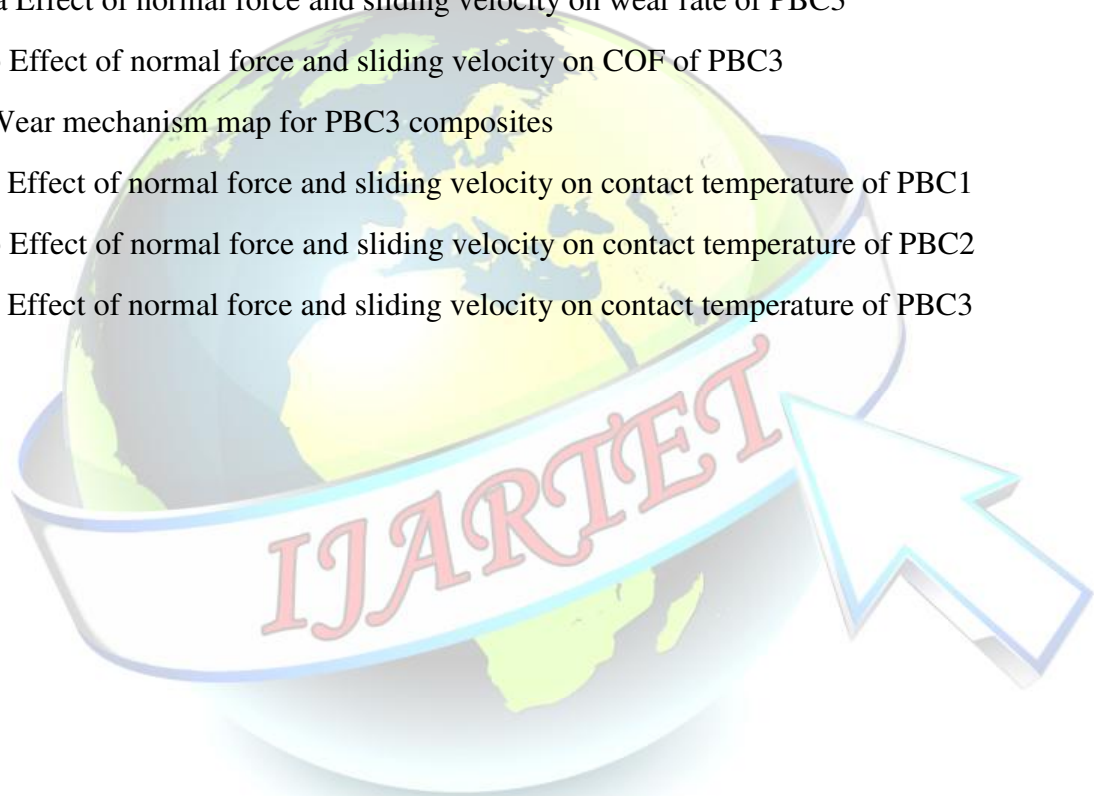 a Effect of normal force and sliding velocity on wear rate of PBC3
Effect of normal force and sliding velocity on COF of PBC3
Wear mechanism map for PBC3 composites
Effect of normal force and sliding velocity on contact temperature of PBC1
Effect of normal force and sliding velocity on contact temperature of PBC2
Effect of normal force and sliding velocity on contact temperature of PBC3
IJARTET